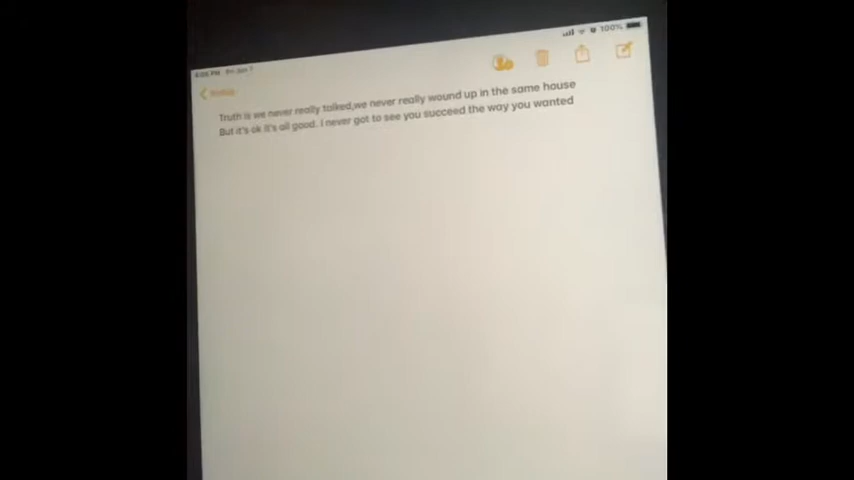 100%
Truth is we never really talked,we never really wound up in the same house
But it's ok it's all good. I never got to see you succeed the way you wanted